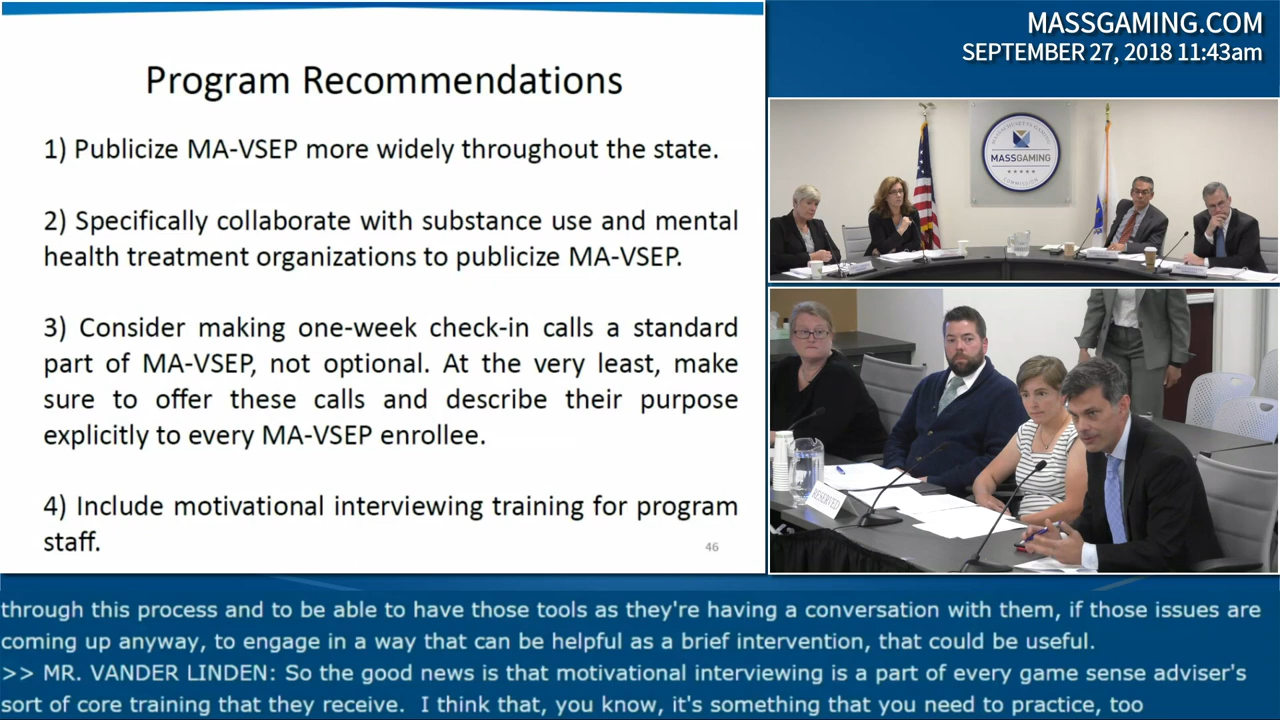 Program Recommendations
1) Publicize MA-VSEP more widely throughout the state.
2) Specifically collaborate with substance use and mental
health treatment organizations to publicize MA-VSEP.
3) Consider making one-week check-in calls a standard
part of MA-VSEP, not optional. At the very least, make
sure to offer these calls and describe their purpose
explicitly to every MA-VSEP enrollee.
4) Include motivational interviewing training for program
staff.
46
MASSGAMING.COM
SEPTEMBER 27, 2018 11:43am
MASSACHUSETTS GAMING
MASSGAMING
COMMISSION
RESERVED
through this process and to be able to have those tools as they're having a conversation with them, if those issues are
coming up anyway, to engage in a way that can be helpful as a brief intervention, that could be useful.
>> MR. VANDER LINDEN: So the good news is that motivational interviewing is a part of every game sense adviser's
sort of core training that they receive.  I think that, you know, it's something that you need to practice, too